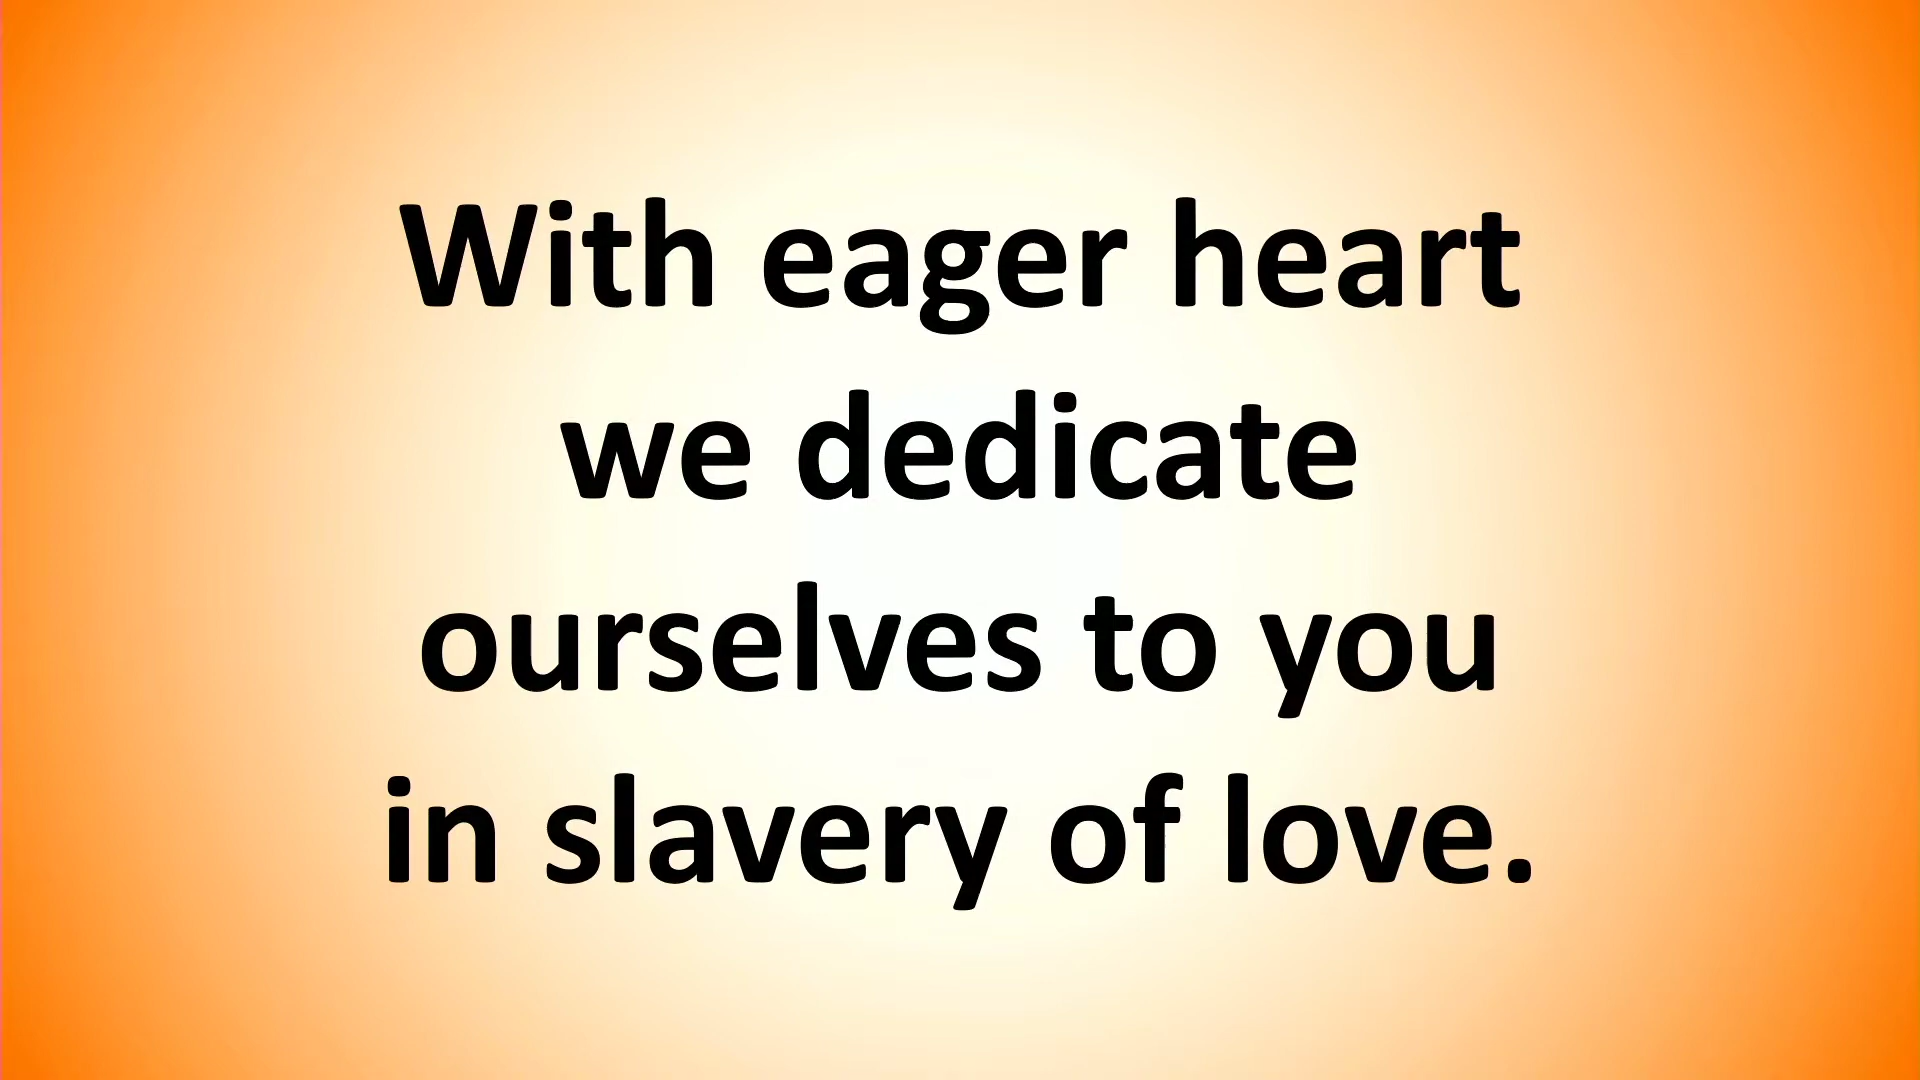 With eager heart
we dedicate
ourselves to you
in slavery of love.